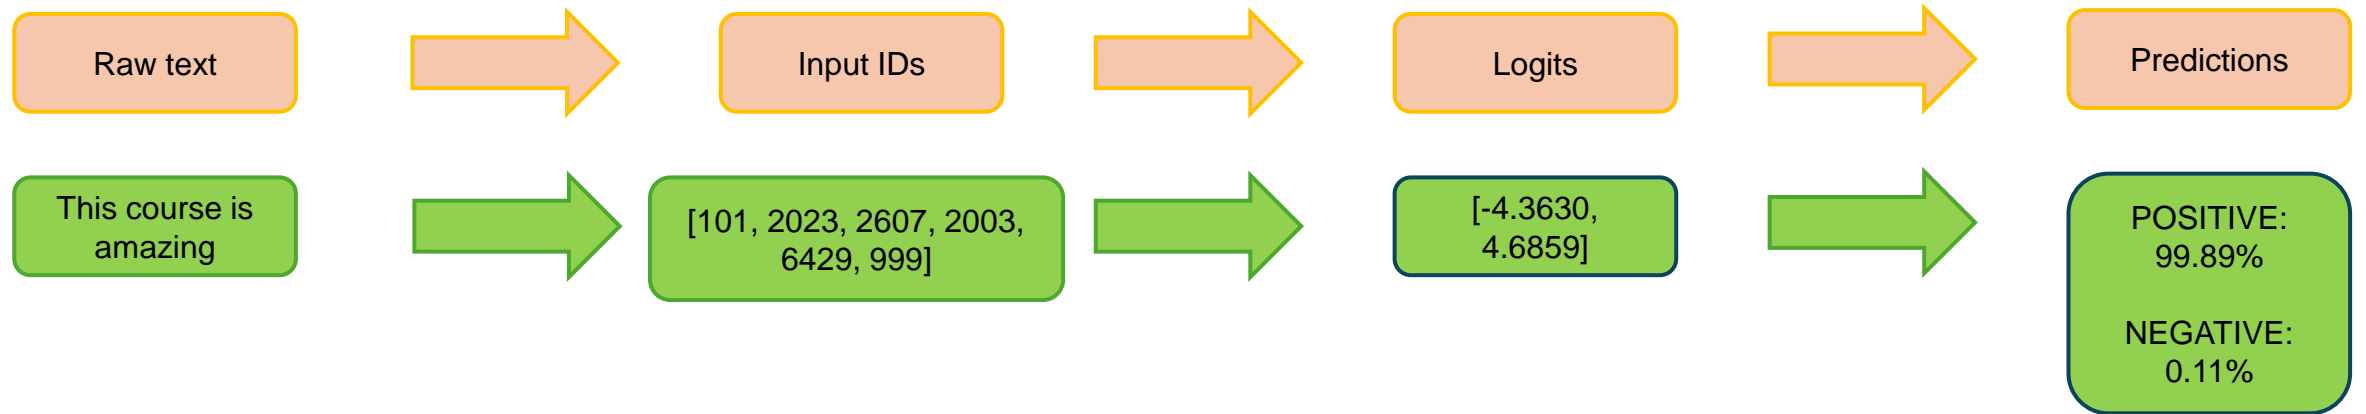 Raw text
Input IDs
Logits
Predictions
This course is
amazing
[101, 2023, 2607, 2003,
6429, 999]
[-4.3630,
4.6859]
POSITIVE:
99.89%
NEGATIVE:
0.11%